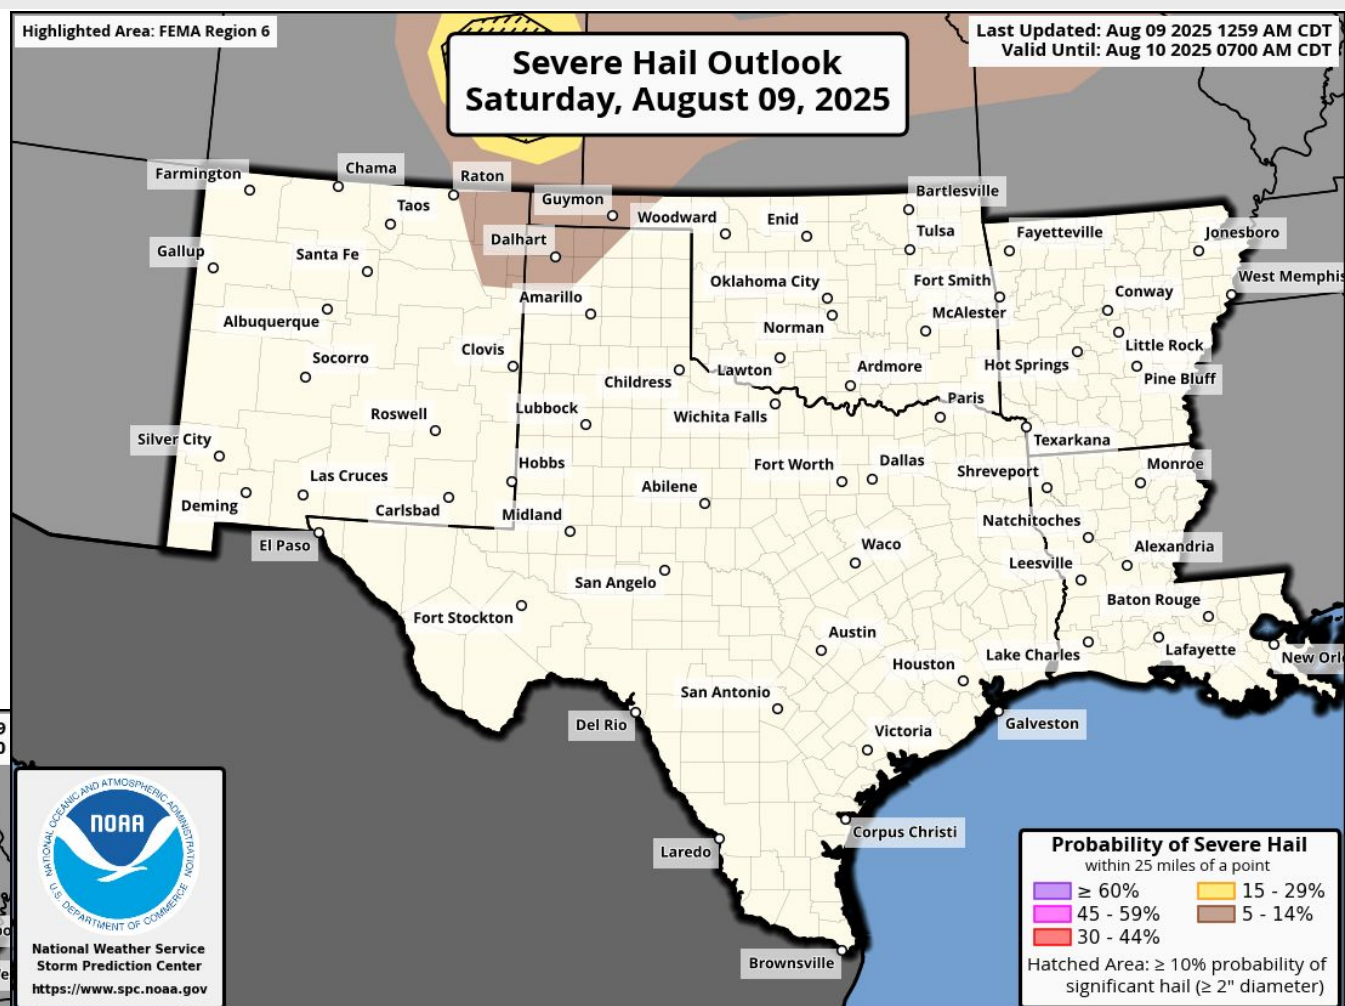 Highlighted Area: FEMA Region 6
Severe Hail Outlook
Saturday, August 09, 2025
Last Updated: Aug 09 2025 1259 AM CDT
Valid Until: Aug 10 2025 0700 AM CDT
Farmington
Chama
Raton
Taos
Guymon
Woodward
Enid
Bartlesville
Tulsa
Fayetteville
Jonesboro
Gallup
Santa Fe
Dalhart
Oklahoma City
Fort Smith
West Memphis
Albuquerque
Amarillo
Norman
McAlester
Conway
Little Rock
Socorro
Clovis
Childress
Lawton
Ardmore
Hot Springs
Pine Bluff
Roswell
Lubbock
Wichita Falls
Paris
Texarkana
Silver City
Las Cruces
Hobbs
Fort Worth
Dallas
Shreveport
Monroe
Deming
Carlsbad
Midland
Abilene
Natchitoches
El Paso
San Angelo
Waco
Leesville
Alexandria
Fort Stockton
Baton Rouge
Austin
Houston
Lake Charles
Lafayette
New Orl
San Antonio
Del Rio
Victoria
Galveston
Laredo
Corpus Christi
Brownsville
9
0
NATIONAL OCEANIC AND ATMOSPHERIC ADMINISTRATION
NOAA
U.S. DEPARTMENT OF COMMERCE
National Weather Service
Storm Prediction Center
https://www.spc.noaa.gov
Probability of Severe Hail
within 25 miles of a point
≥ 60%
15 - 29%
45 - 59%
5 - 14%
30 - 44%
Hatched Area: ≥ 10% probability of
significant hail (≥ 2" diameter)